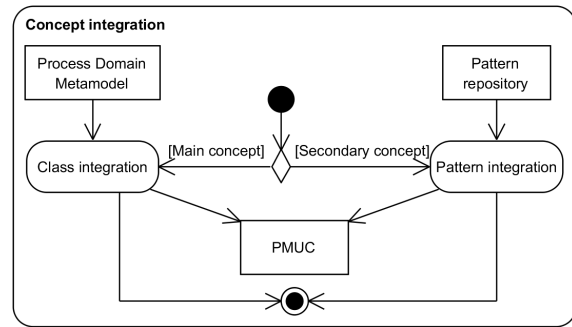 Concept integration
Process Domain
Metamodel
Pattern
repository
[Main concept]
[Secondary concept]
Class integration
Pattern integration
PMUC